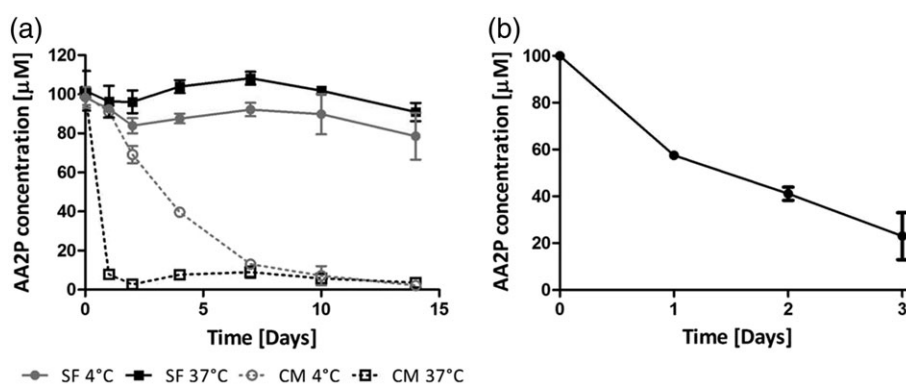 (a)
AA2P concentration [µM]
120
100
80
60
40
20
0
0 5 10 15
Time [Days]
SF 4°C SF 37°C CM 4°C CM 37°C
(b)
AA2P concentration [µM]
100
80
60
40
20
0
0 1 2 3
Time [Days]